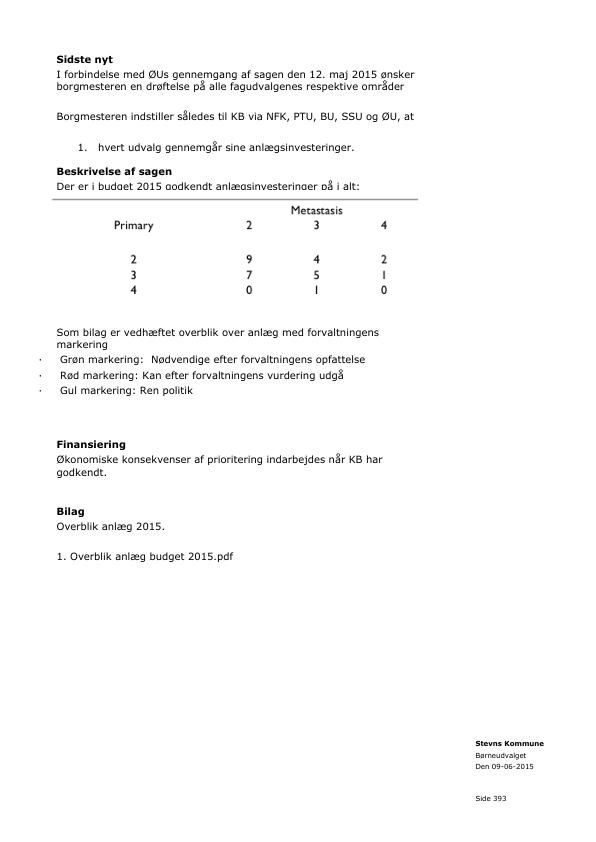 Sidste nyt
I forbindelse med ØUs gennemgang af sagen den 12. maj 2015 ønsker
borgmesteren en drøftelse på alle fagudvalgenes respektive områder
Borgmesteren indstiller således til KB via NFK, PTU, BU, SSU og ØU, at
1. hvert udvalg gennemgår sine anlægsinvesteringer.
Beskrivelse af sagen
Der er i budget 2015 godkendt anlægsinvesteringer på i alt:
Metastasis
Primary 2 3 4
2 9 4 2
3 7 5 1
4 0 1 0
Som bilag er vedhæftet overblik over anlæg med forvaltningens
markering
· Grøn markering: Nødvendige efter forvaltningens opfattelse
· Rød markering: Kan efter forvaltningens vurdering udgå
· Gul markering: Ren politik
Finansiering
Økonomiske konsekvenser af prioritering indarbejdes når KB har
godkendt.
Bilag
Overblik anlæg 2015.
1. Overblik anlæg budget 2015.pdf
Stevns Kommune
Børneudvalget
Den 09-06-2015
Side 393